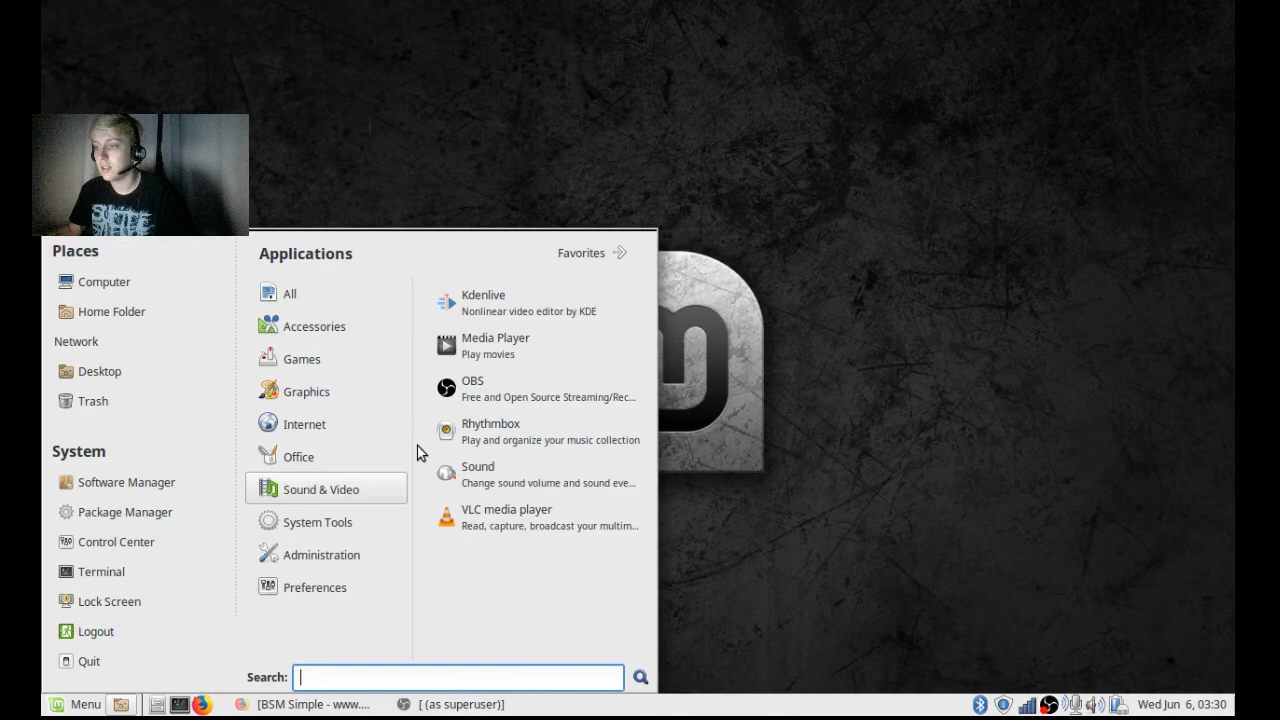 Places
Computer
Home Folder
Network
Desktop
Trash
System
Software Manager
Package Manager
Control Center
Terminal
Lock Screen
Logout
Quit
Applications
Favorites
All
Accessories
Games
Graphics
Internet
Office
Sound & Video
System Tools
Administration
Preferences
Kdenlive
Nonlinear video editor by KDE
Media Player
Play movies
OBS
Free and Open Source Streaming/Rec...
Rhythmbox
Play and organize your music collection
Sound
Change sound volume and sound eve...
VLC media player
Read, capture, broadcast your multim...
Search:
Menu
[BSM Simple - www....
[ (as superuser)]
Wed Jun 6, 03:30